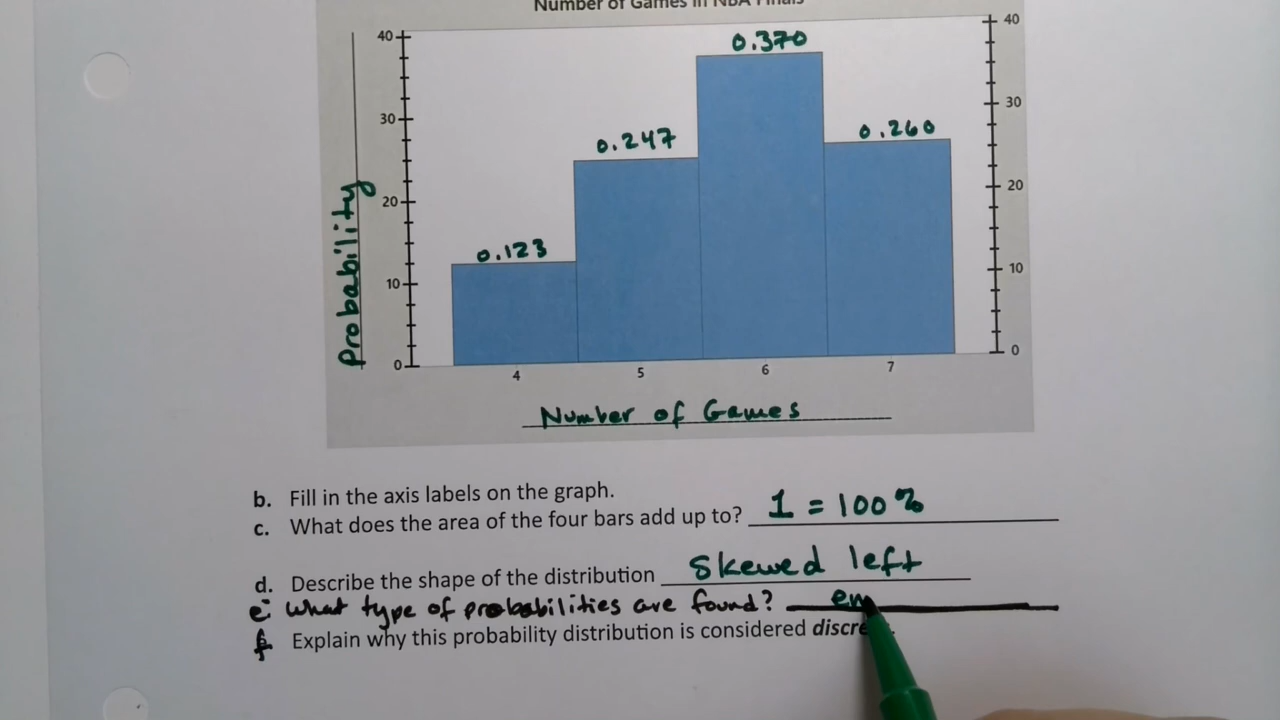 Number of Games in NBA Finals
40 0.370 40
30 0.247 0.260 30
20 20
0.123
10 10
0 0
Probability
4 5 6 7
Number of Games
b. Fill in the axis labels on the graph.
c. What does the area of the four bars add up to? 1 = 100%
d. Describe the shape of the distribution skewed left
e. What type of probabilities are found? em
f. Explain why this probability distribution is considered discre